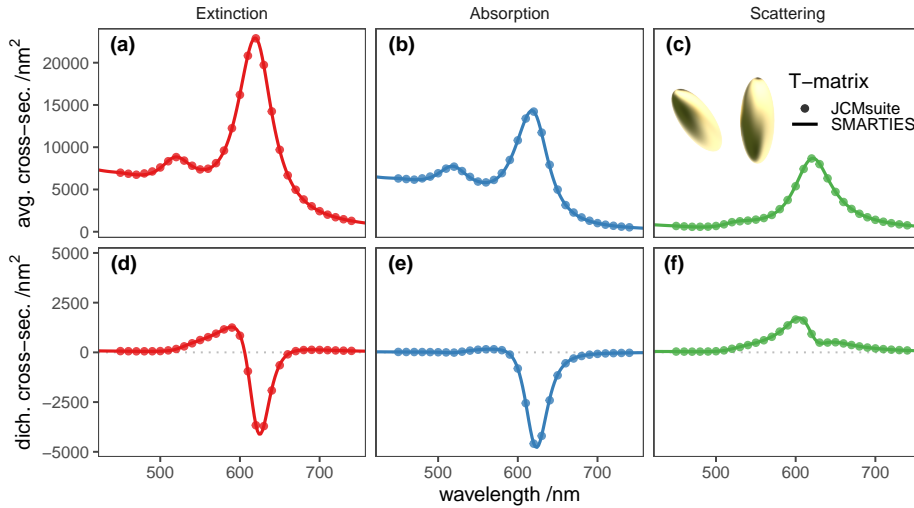 Extinction
Absorption
Scattering
(a)
(b)
(c)
T−matrix
JCMsuite
SMARTIES
avg. cross−sec. /nm²
20000
15000
10000
5000
0
(d)
(e)
(f)
dich. cross−sec. /nm²
5000
2500
0
−2500
−5000
500 600 700
500 600 700
500 600 700
wavelength /nm